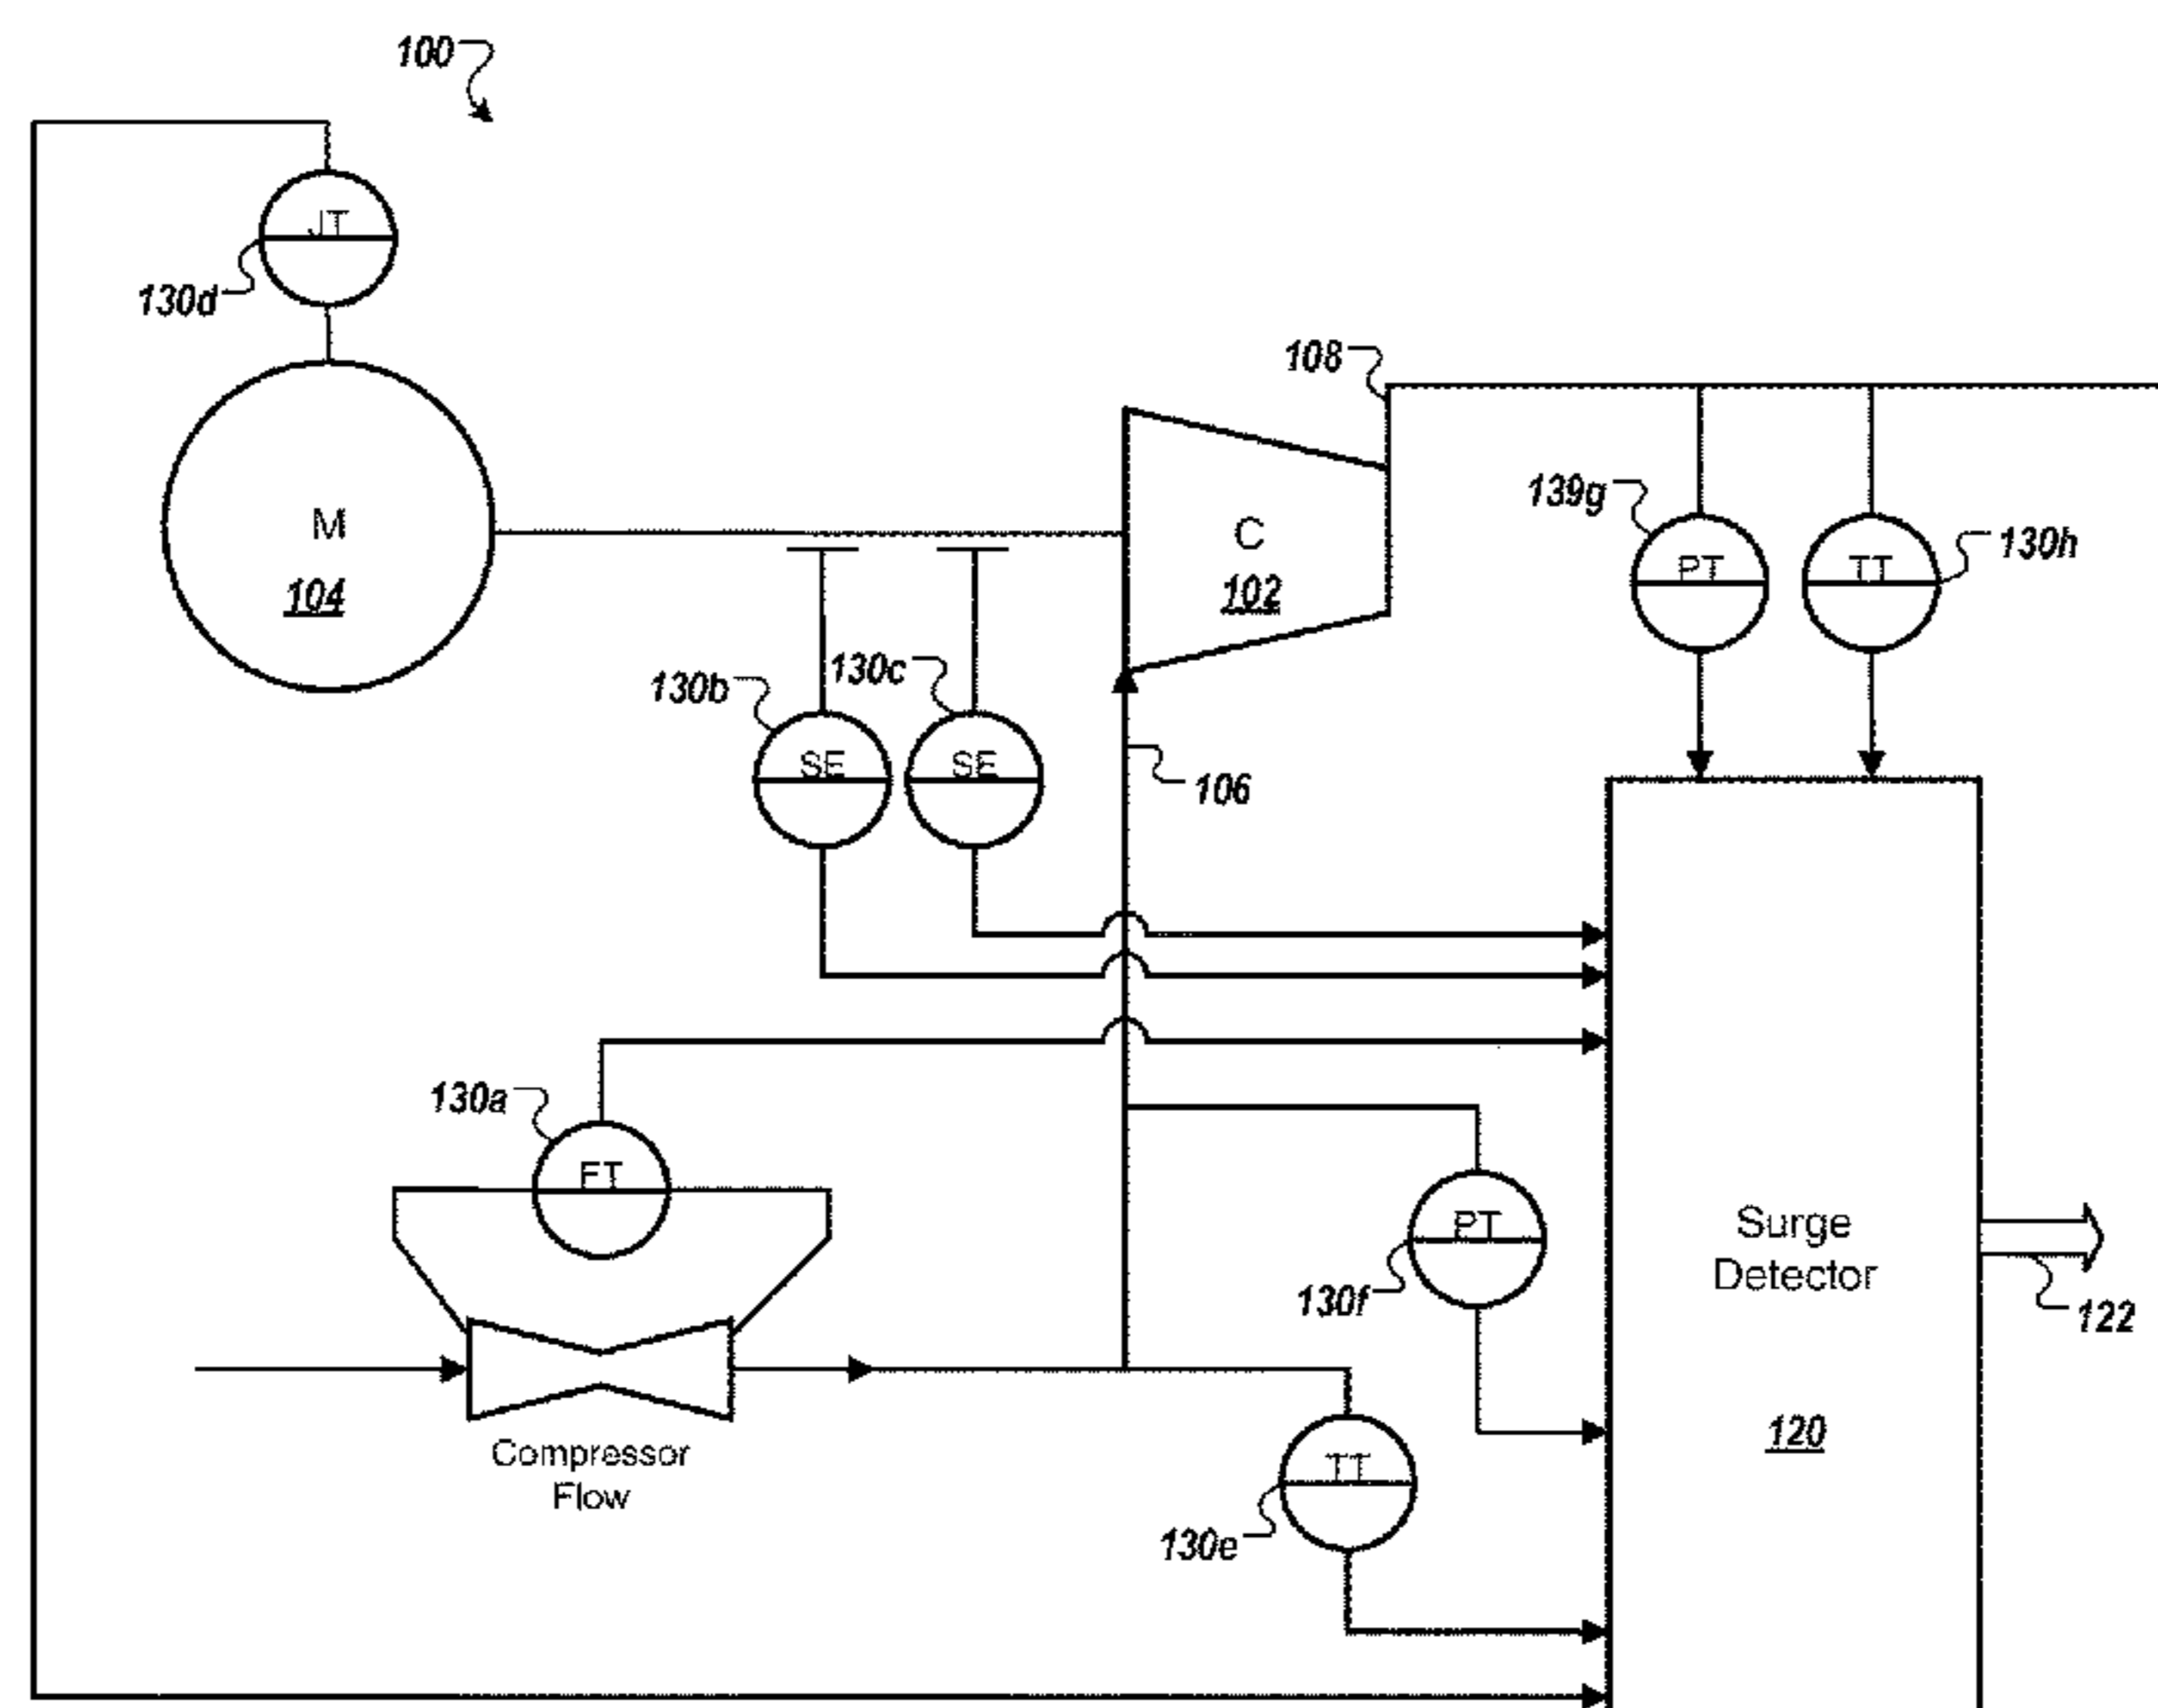 100
JT
130d
108
M
104
C
102
139g
PT
TT
130h
130b
130c
SE
SE
106
130a
FT
PT
130f
Surge
Detector
122
120
Compressor
Flow
TT
130e